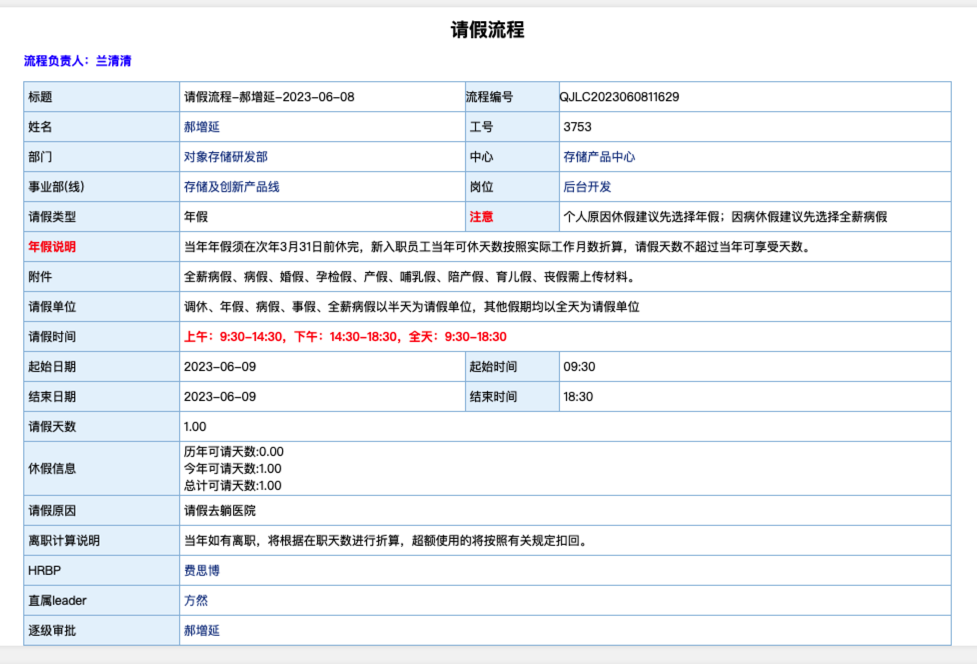 请假流程
流程负责人：兰清清
标题 请假流程-郝增延-2023-06-08 流程编号 QJLC2023060811629
姓名 郝增延 工号 3753
部门 对象存储研发部 中心 存储产品中心
事业部(线) 存储及创新产品线 岗位 后台开发
请假类型 年假 注意 个人原因休假建议先选择年假；因病休假建议先选择全薪病假
年假说明 当年年假须在次年3月31日前休完，新入职员工当年可休天数按照实际工作月数折算，请假天数不超过当年可享受天数。
附件 全薪病假、病假、婚假、孕检假、产假、哺乳假、陪产假、育儿假、丧假需上传材料。
请假单位 调休、年假、病假、事假、全薪病假以半天为请假单位，其他假期均以全天为请假单位
请假时间 上午：9:30-14:30，下午：14:30-18:30，全天：9:30-18:30
起始日期 2023-06-09 起始时间 09:30
结束日期 2023-06-09 结束时间 18:30
请假天数 1.00
休假信息 历年可请天数:0.00
今年可请天数:1.00
总计可请天数:1.00
请假原因 请假去躺医院
离职计算说明 当年如有离职，将根据在职天数进行折算，超额使用的将按照有关规定扣回。
HRBP 费思博
直属leader 方然
逐级审批 郝增延